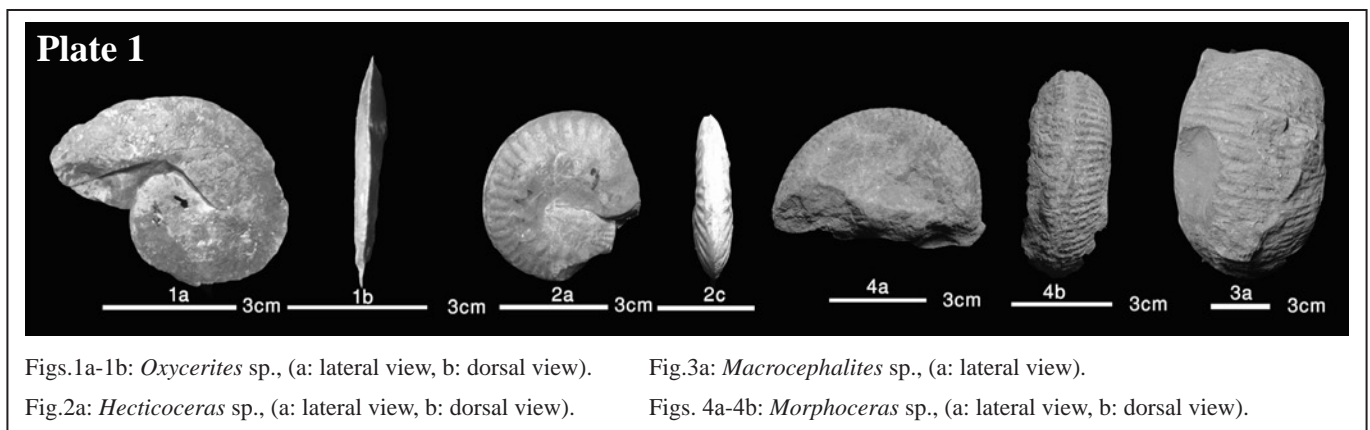 Plate 1
1a 3cm 1b 3cm 2a 3cm 2c 4a 3cm 4b 3cm 3a 3cm
Figs.1a-1b: Oxycerites sp., (a: lateral view, b: dorsal view).
Fig.2a: Hecticoceras sp., (a: lateral view, b: dorsal view).
Fig.3a: Macrocephalites sp., (a: lateral view).
Figs. 4a-4b: Morphoceras sp., (a: lateral view, b: dorsal view).